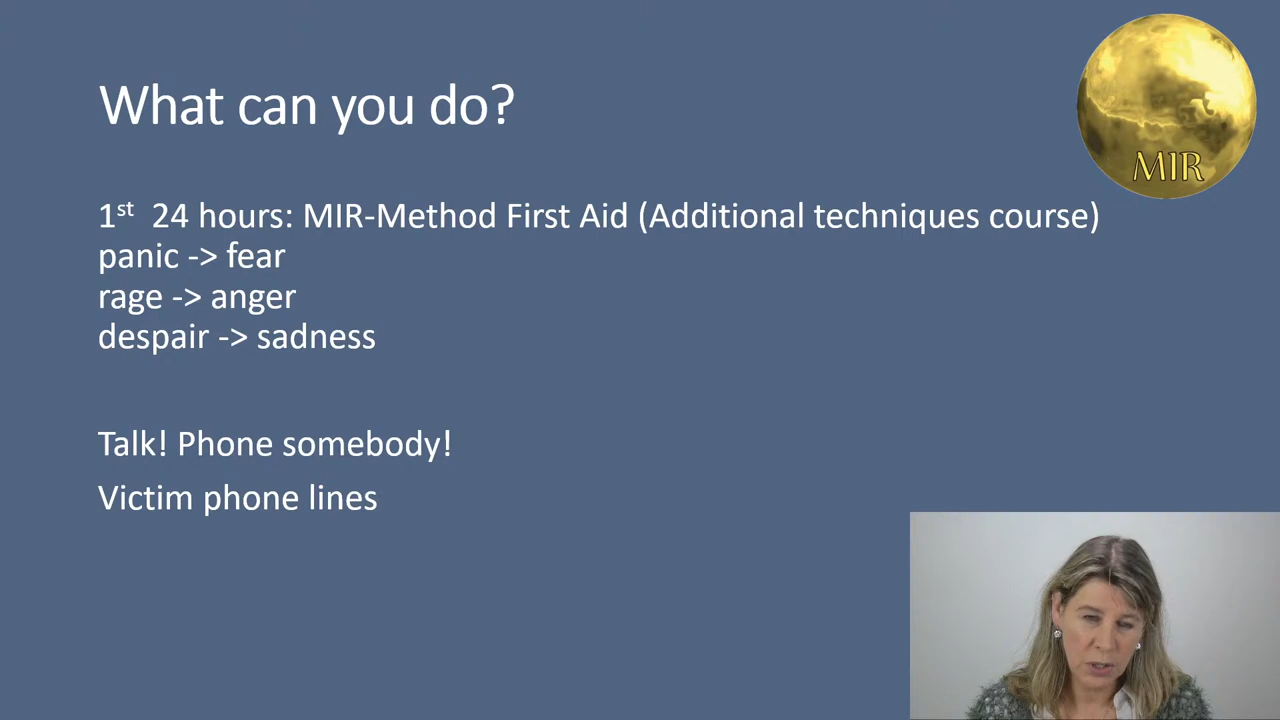 What can you do?
MIR
1st 24 hours: MIR-Method First Aid (Additional techniques course)
panic -> fear
rage -> anger
despair -> sadness
Talk! Phone somebody!
Victim phone lines